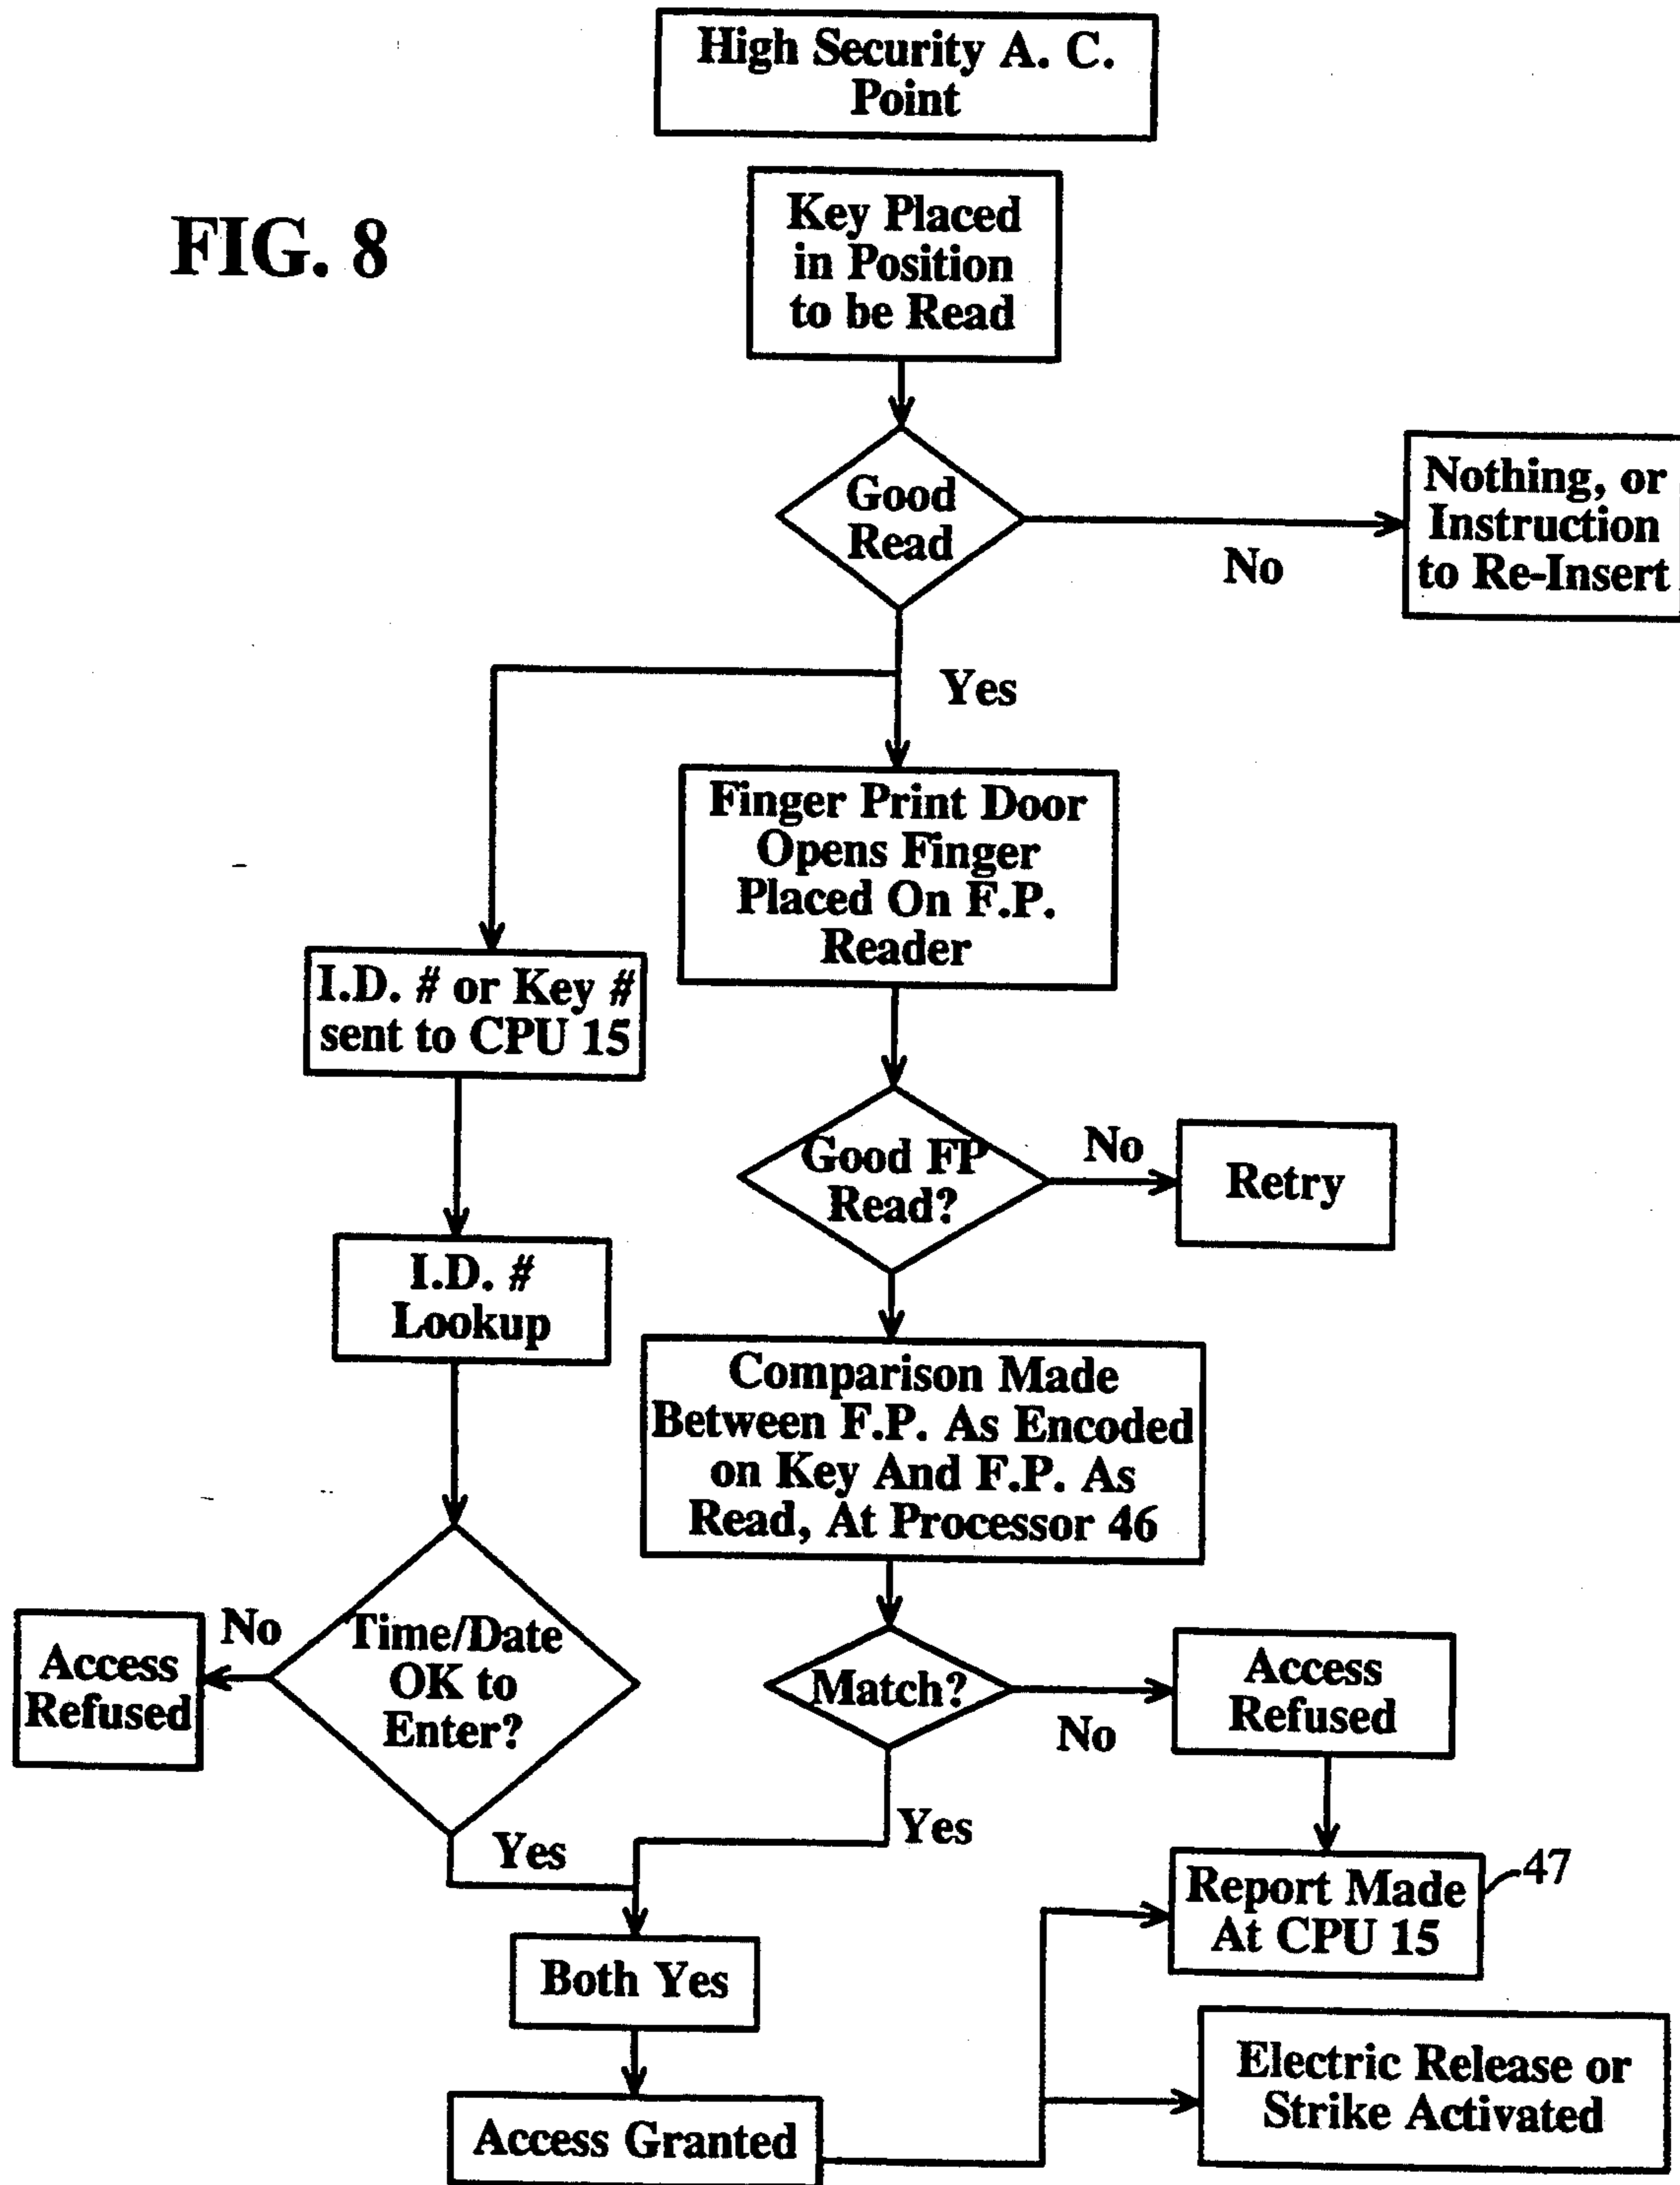 High Security A. C.
Point
FIG. 8
Key Placed
in Position
to be Read
Good
Read
No
Nothing, or
Instruction
to Re-Insert
Yes
Finger Print Door
Opens Finger
Placed On F.P.
Reader
I.D. # or Key #
sent to CPU 15
Good FP
Read?
No
Retry
I.D. #
Lookup
Comparison Made
Between F.P. As Encoded
on Key And F.P. As
Read, At Processor 46
Time/Date
OK to
Enter?
No
Access
Refused
Match?
No
Access
Refused
Yes
Yes
Report Made
At CPU 15
47
Both Yes
Electric Release or
Strike Activated
Access Granted